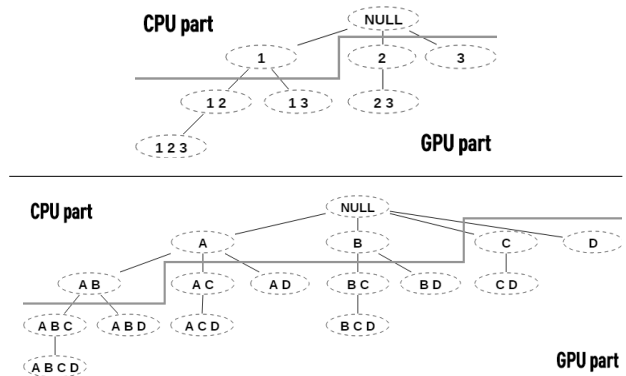 NULL
CPU part
1 2 3
1 2 1 3 2 3
GPU part
1 2 3
NULL
CPU part
A B C D
A B A C A D B C B D C D
A B C A B D A C D B C D
GPU part
A B C D